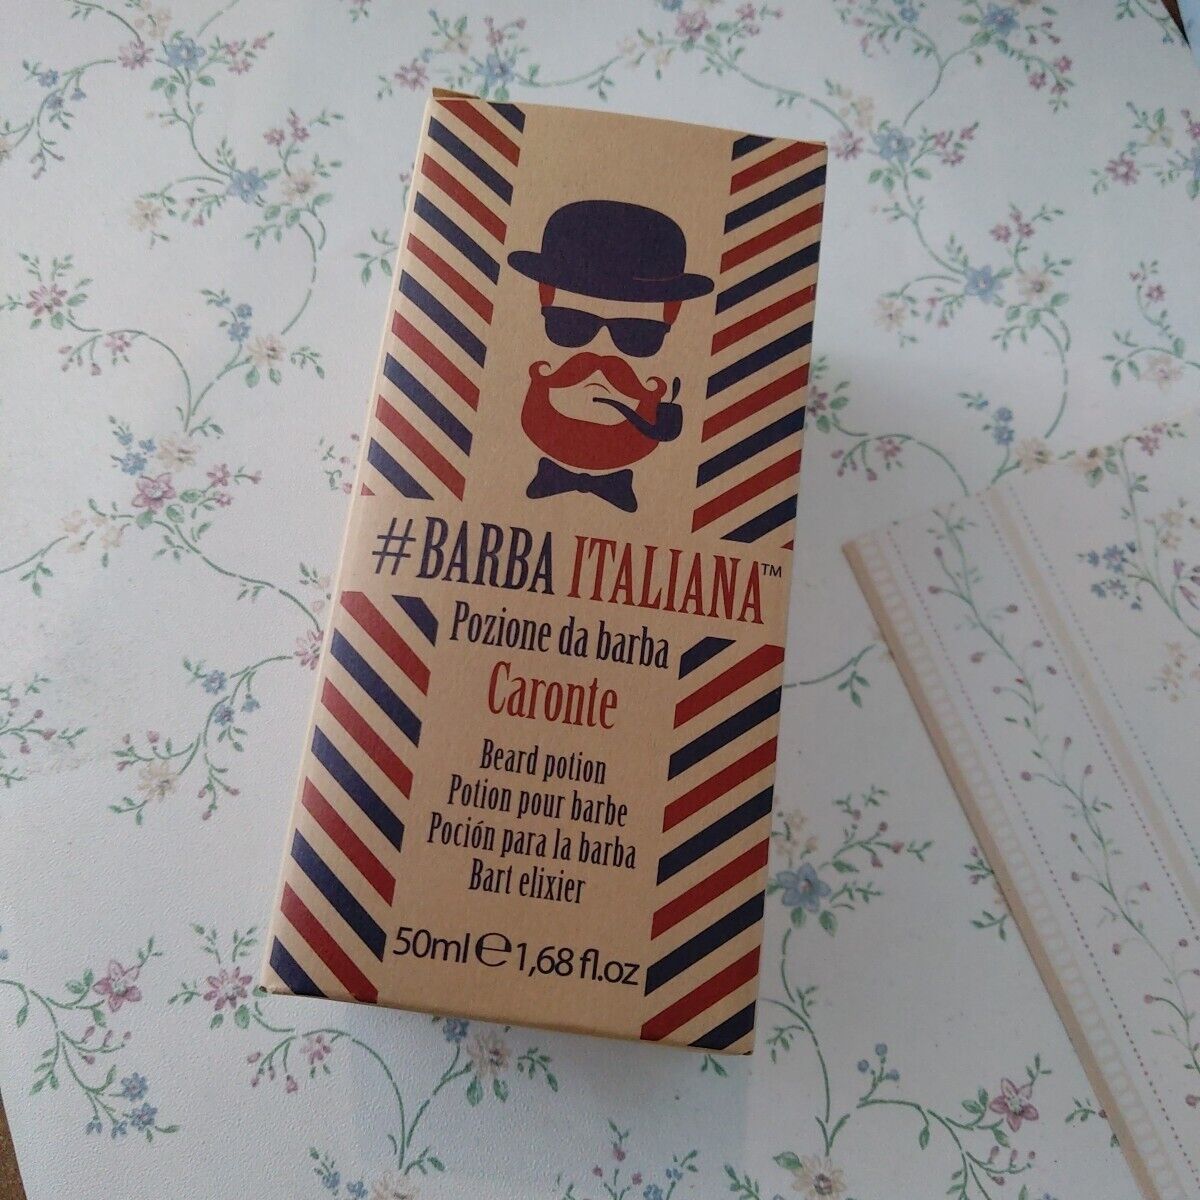 #BARBA ITALIANA™
Pozione da barba
Caronte
Beard potion
Potion pour barbe
Poción para la barba
Bart elixier
50ml ℮ 1,68 fl.oz